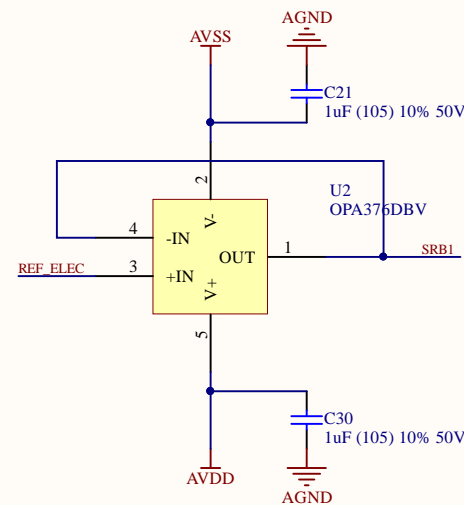 AGND
AVSS
C21
1uF (105) 10% 50V
2
U2
OPA376DBV
V-
4
-IN
1
OUT
SRB1
REF_ELEC
3
+IN
V+
5
C30
1uF (105) 10% 50V
AVDD
AGND